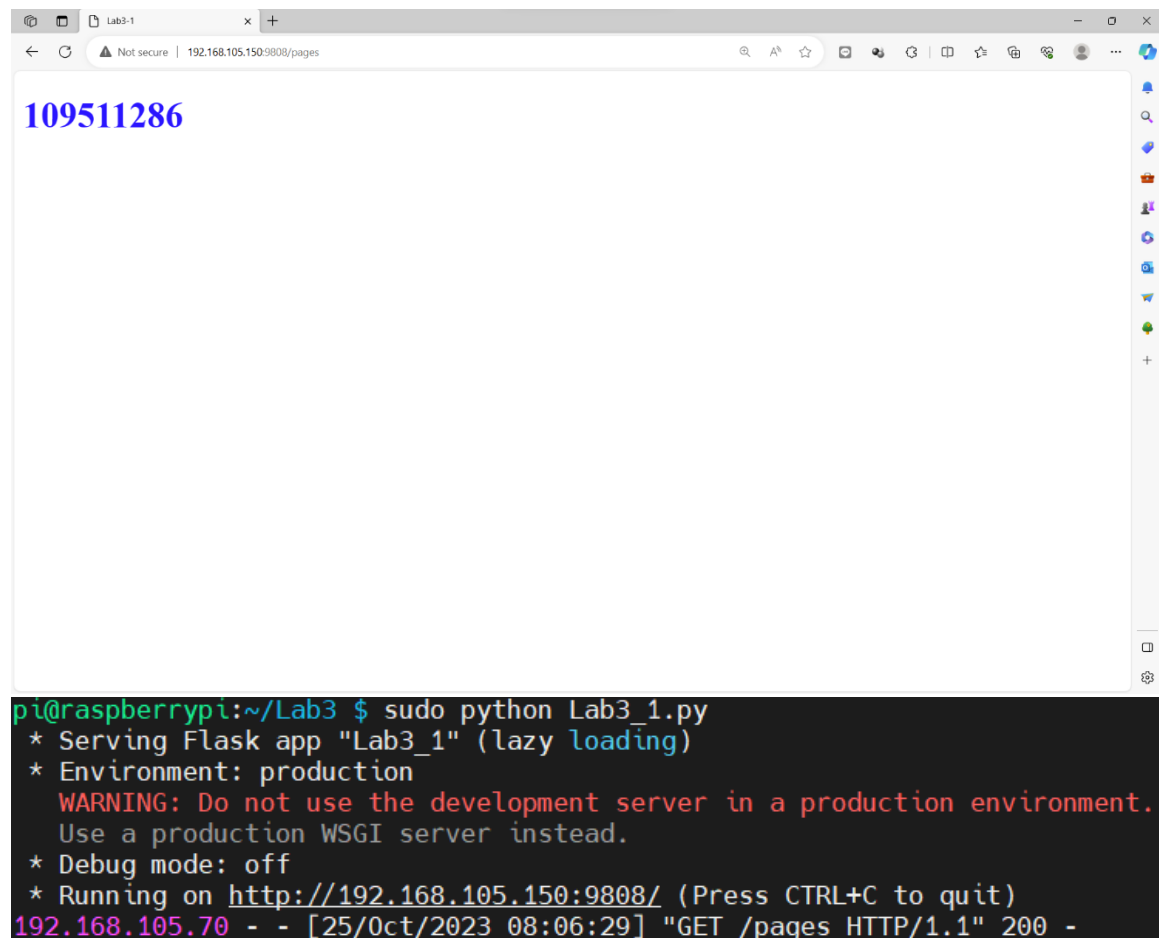 Lab3-1
Not secure | 192.168.105.150:9808/pages
109511286
pi@raspberrypi:~/Lab3 $ sudo python Lab3_1.py
* Serving Flask app "Lab3_1" (lazy loading)
* Environment: production
WARNING: Do not use the development server in a production environment.
Use a production WSGI server instead.
* Debug mode: off
* Running on http://192.168.105.150:9808/ (Press CTRL+C to quit)
192.168.105.70 - - [25/Oct/2023 08:06:29] "GET /pages HTTP/1.1" 200 -